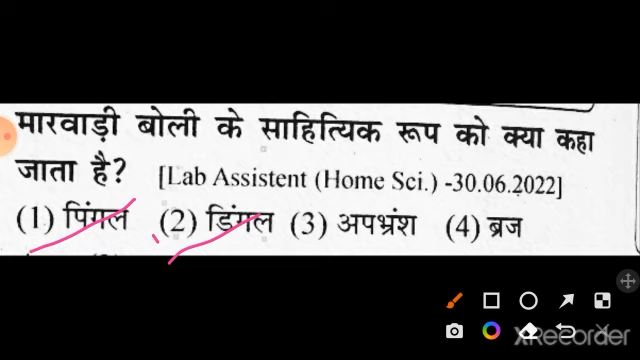 मारवाड़ी बोली के साहित्यिक रूप को क्या कहा
जाता है? [Lab Assistent (Home Sci.) -30.06.2022]
(1) पिंगल (2) डिंगल (3) अपभ्रंश (4) ब्रज
XRecorder